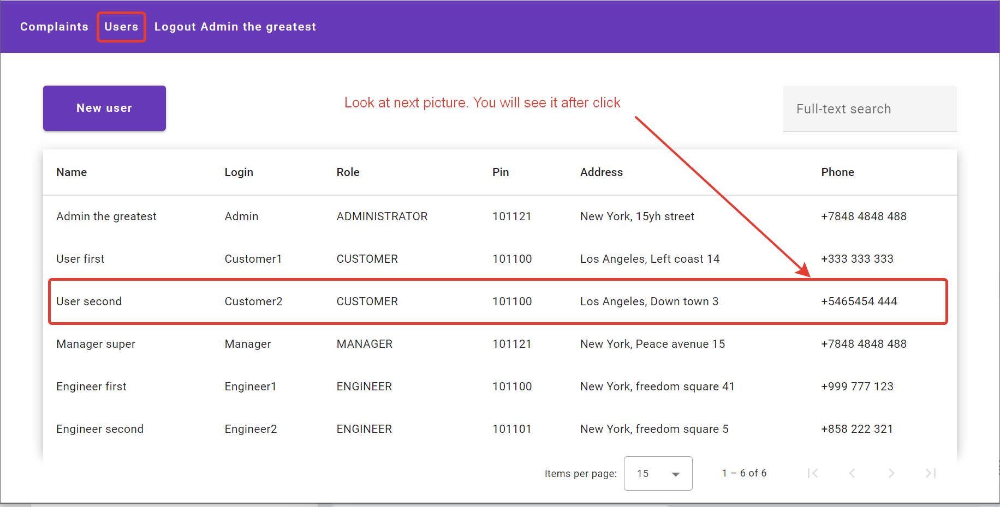 Complaints Users Logout Admin the greatest
New user
Look at next picture. You will see it after click
Full-text search
Name Login Role Pin Address Phone
Admin the greatest Admin ADMINISTRATOR 101121 New York, 15yh street +7848 4848 488
User first Customer1 CUSTOMER 101100 Los Angeles, Left coast 14 +333 333 333
User second Customer2 CUSTOMER 101100 Los Angeles, Down town 3 +5465454 444
Manager super Manager MANAGER 101121 New York, Peace avenue 15 +7848 4848 488
Engineer first Engineer1 ENGINEER 101100 New York, freedom square 41 +999 777 123
Engineer second Engineer2 ENGINEER 101101 New York, freedom square 5 +858 222 321
Items per page: 15 1 – 6 of 6